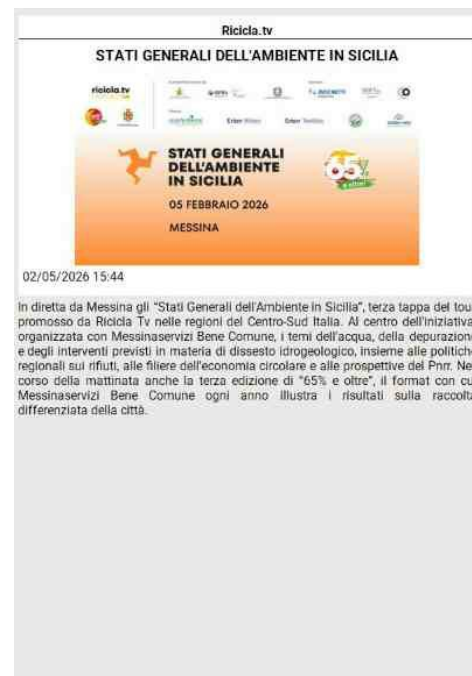 Ricicla.tv
STATI GENERALI DELL'AMBIENTE IN SICILIA
ricicla.tv
STATI GENERALI
DELL'AMBIENTE
IN SICILIA
65%
e oltre!
05 FEBBRAIO 2026
MESSINA
02/05/2026 15:44
In diretta da Messina gli "Stati Generali dell'Ambiente in Sicilia", terza tappa del tou
promosso da Ricicla Tv nelle regioni del Centro-Sud Italia. Al centro dell'iniziativa
organizzata con Messinaservizi Bene Comune, i temi dell'acqua, della depurazione
e degli interventi previsti in materia di dissesto idrogeologico, insieme alle politich
regionali sui rifiuti, alle filiere dell'economia circolare e alle prospettive del Pnrr. Ne
corso della mattinata anche la terza edizione di "65% e oltre", il format con cu
Messinaservizi Bene Comune ogni anno illustra i risultati sulla raccolta
differenziata della città.